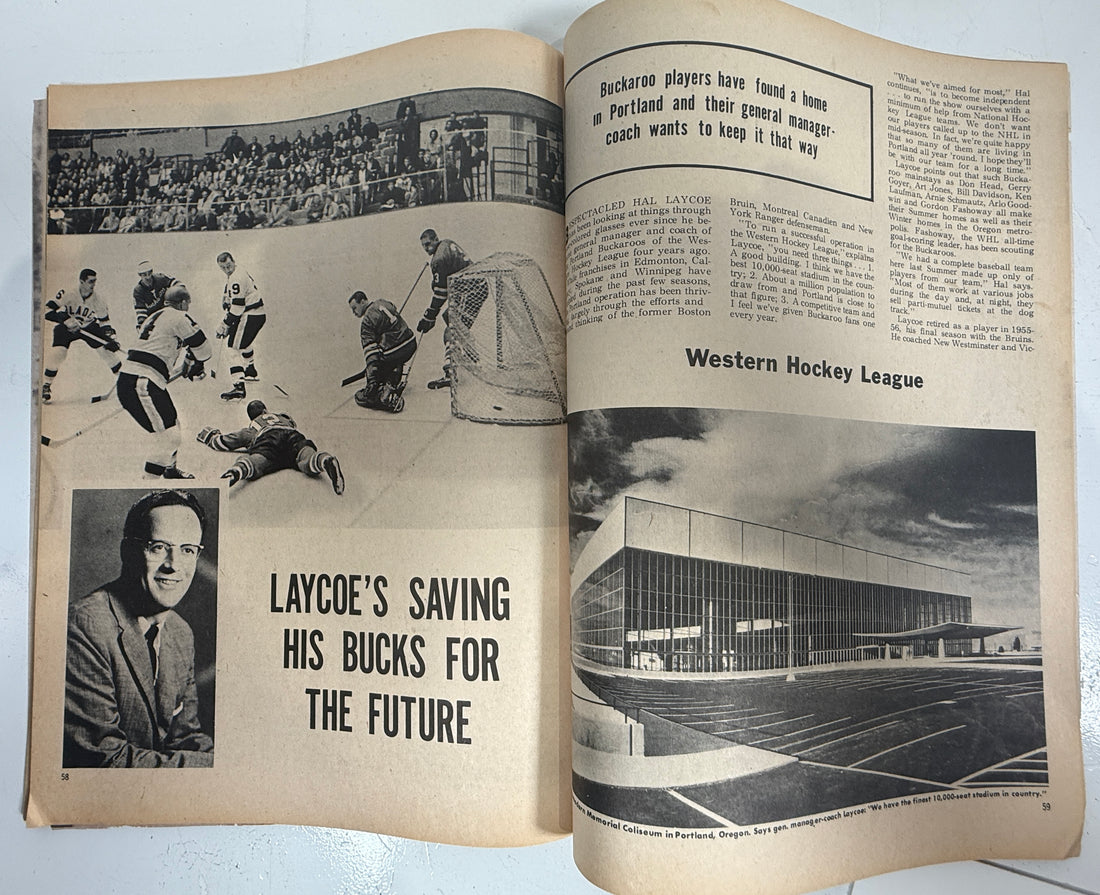 LAYCOE'S SAVING
HIS BUCKS FOR
THE FUTURE
58
Buckaroo players have found a home
in Portland and their general manager-
coach wants to keep it that way
SPECTACLED HAL LAYCOE
been looking at things through
colored glasses ever since he be-
general manager and coach of
Portland Buckaroos of the Wes-
Hockey League four years ago.
franchises in Edmonton, Cal-
Spokane and Winnipeg have
during the past few seasons,
and operation has been thriv-
largely through the efforts and
thinking of the former Boston
Bruin, Montreal Canadien and New
York Ranger defenseman.
"To run a successful operation in
the Western Hockey League," explains
Laycoe, "you need three things . . . 1.
A good building. I think we have the
best 10,000-seat stadium in the coun-
try; 2. About a million population to
draw from and Portland is close to
that figure; 3. A competitive team and
I feel we've given Buckaroo fans one
every year.
"What we've aimed for most," Hal
continues, "is to become independent
. . . to run the show ourselves with a
minimum of help from National Hoc-
key League teams. We don't want
our players called up to the NHL in
mid-season. In fact, we're quite happy
that so many of them are living in
Portland all year 'round. I hope they'll
be with our team for a long time."
Laycoe points out that such Bucka-
roo mainstays as Don Head, Gerry
Goyer, Art Jones, Bill Davidson, Ken
Laufman, Arnie Schmautz, Arlo Good-
win and Gordon Fashoway all make
their Summer homes as well as their
Winter homes in the Oregon metro-
polis. Fashoway, the WHL all-time
goal-scoring leader, has been scouting
for the Buckaroos.
"We had a complete baseball team
here last Summer made up only of
players from our team," Hal says.
"Most of them work at various jobs
during the day and, at night, they
sell parti-mutuel tickets at the dog
track."
Laycoe retired as a player in 1955-
56, his final season with the Bruins.
He coached New Westminster and Vic-
Western Hockey League
Memorial Coliseum in Portland, Oregon. Says gen. manager-coach Laycoe: "We have the finest 10,000-seat stadium in country."
59